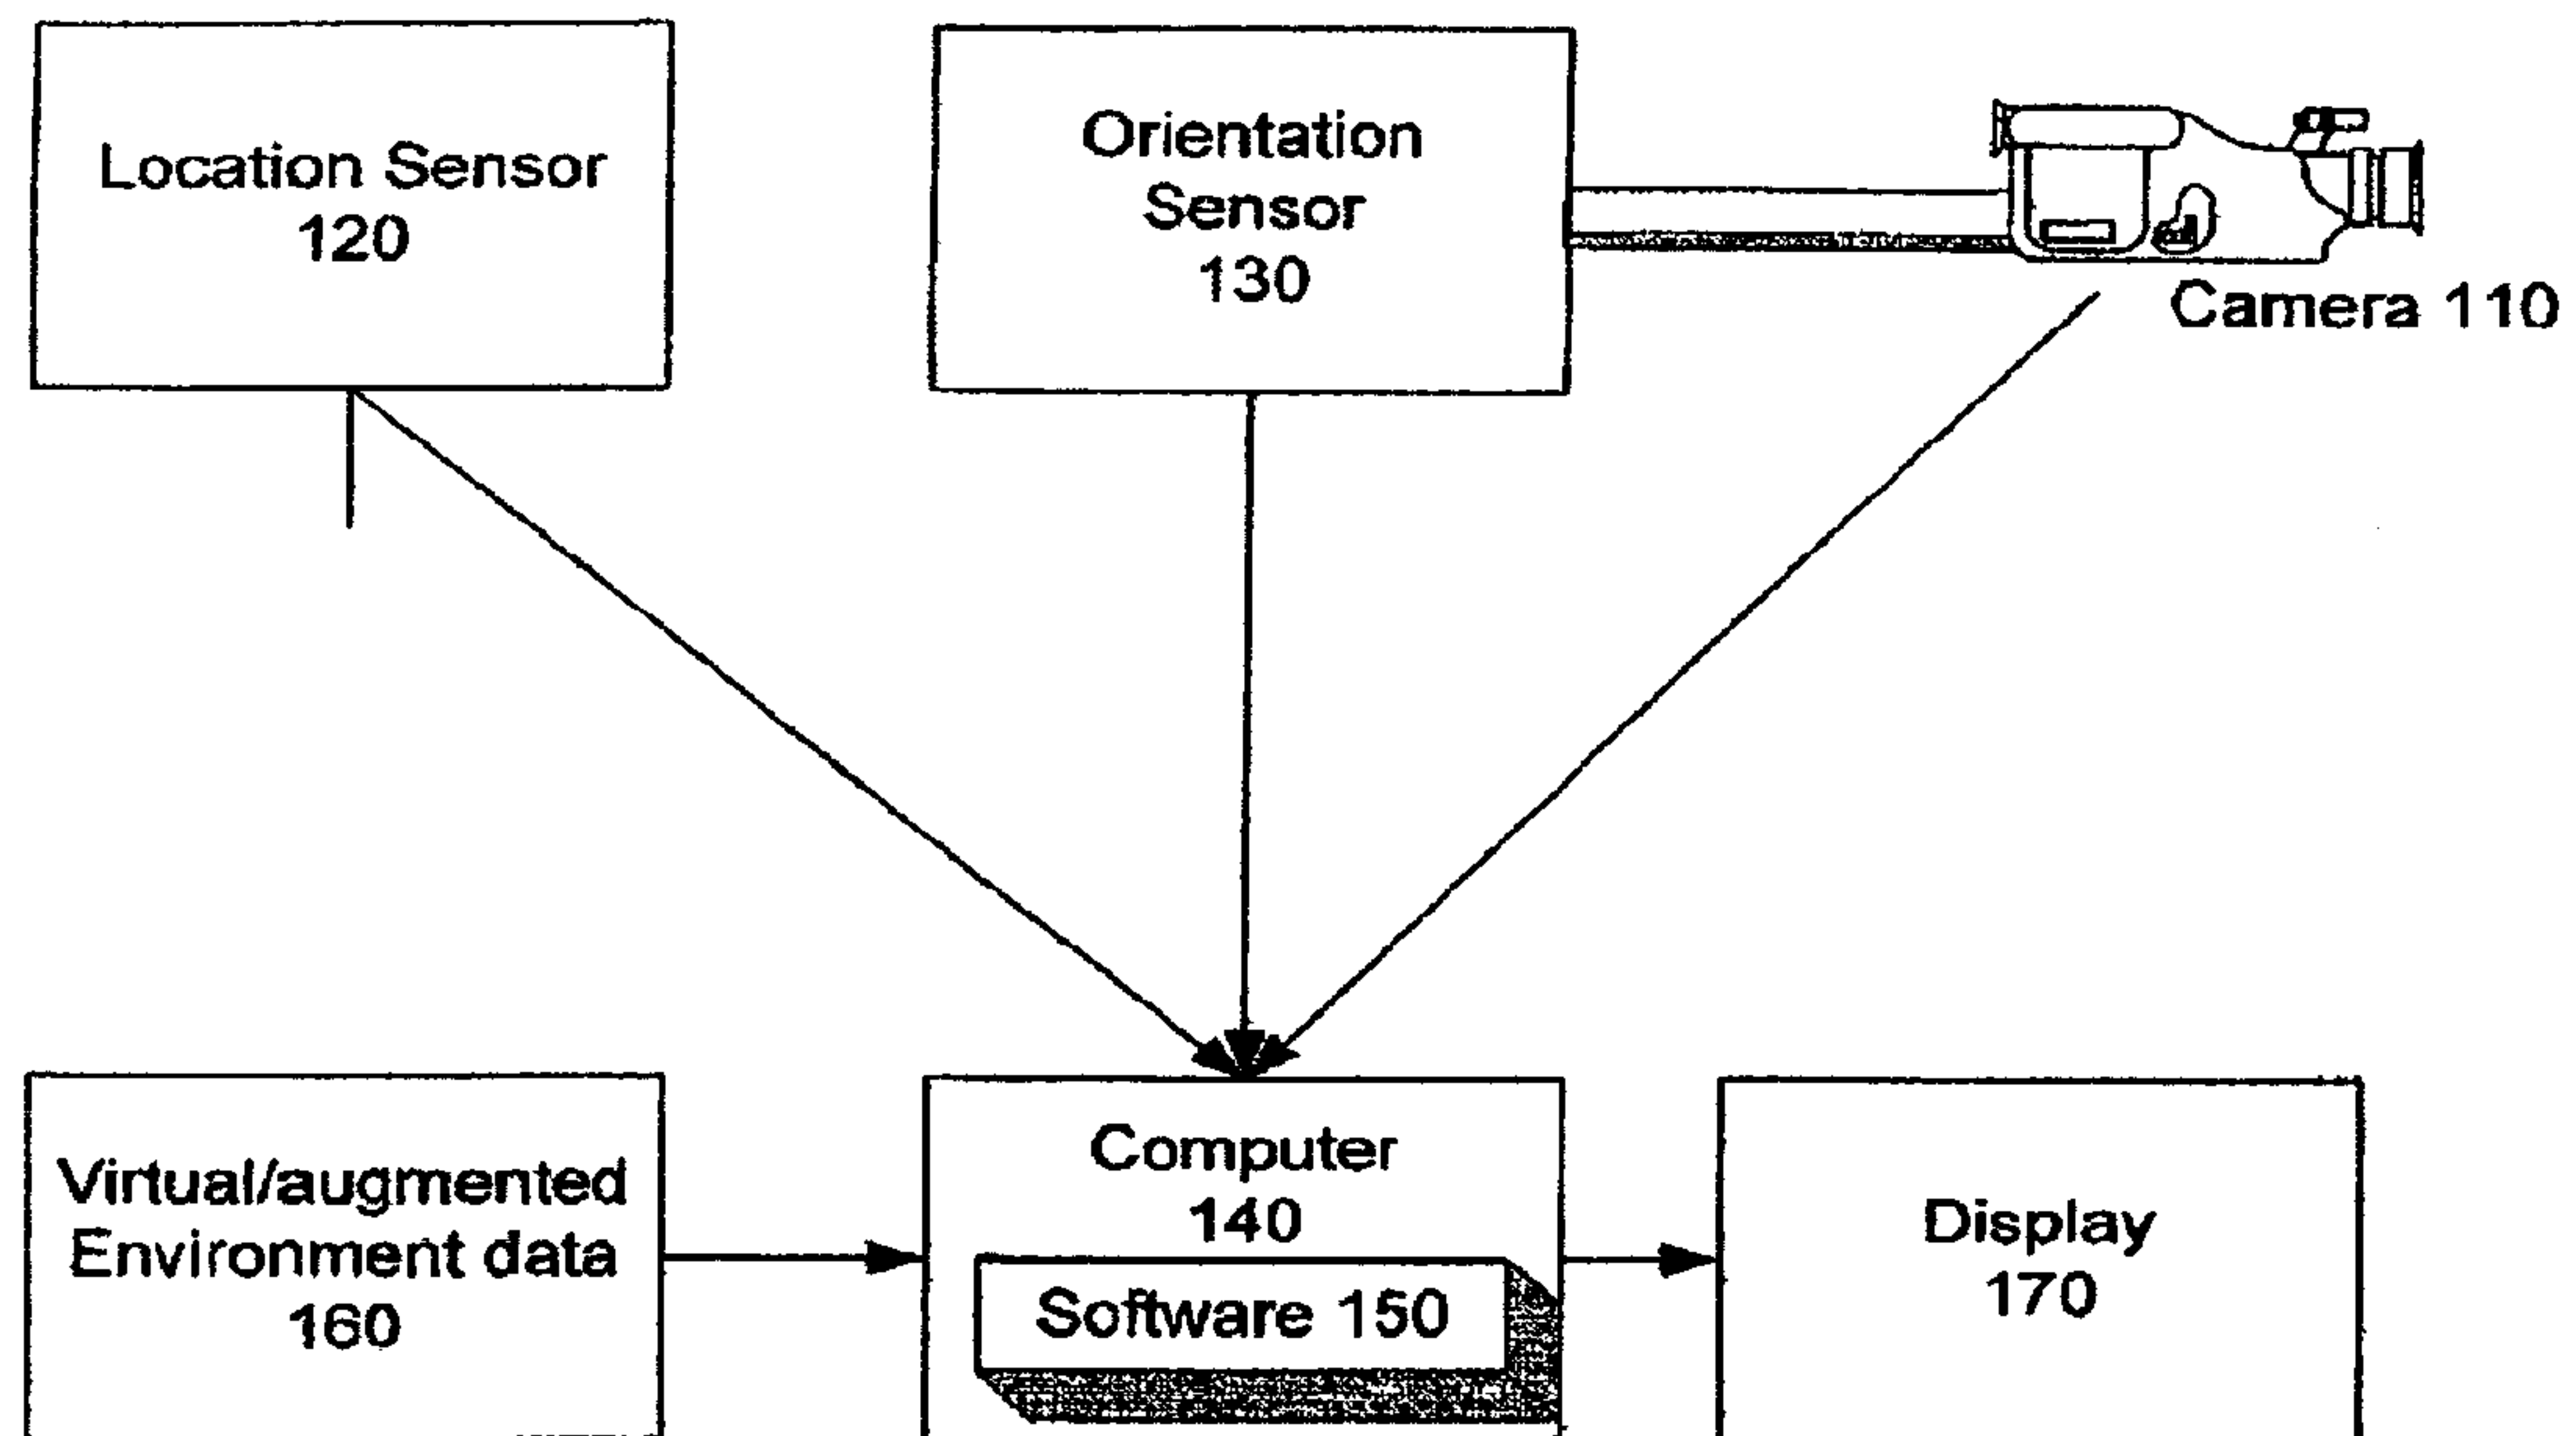 Location Sensor
120
Orientation
Sensor
130
Camera 110
Virtual/augmented
Environment data
160
Computer
140
Software 150
Display
170